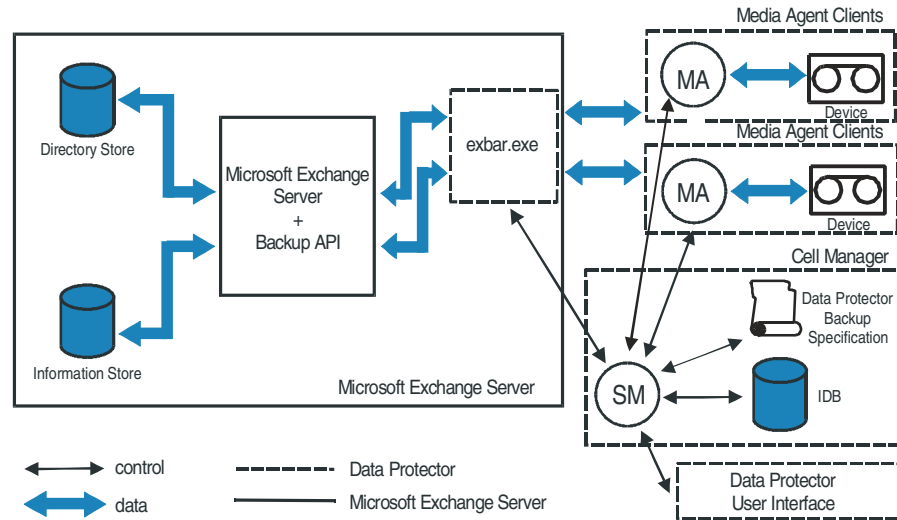 Media Agent Clients
MA
Device
Directory Store
exbar.exe
Microsoft Exchange
Server
+
Backup API
Media Agent Clients
MA
Device
Cell Manager
Data Protector
Backup
Specification
Information Store
SM
IDB
Microsoft Exchange Server
control
Data Protector
data
Microsoft Exchange Server
Data Protector
User Interface